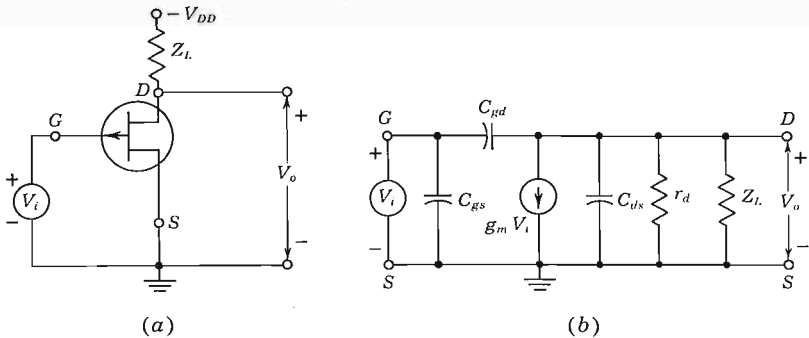 − V_DD
Z_L
D
G
+
V_i
−
S
+
V_o
−
(a)
G
C_gd
D
+
V_i
−
C_gs
g_m V_i
C_ds
r_d
Z_L
+
V_o
−
S
S
(b)